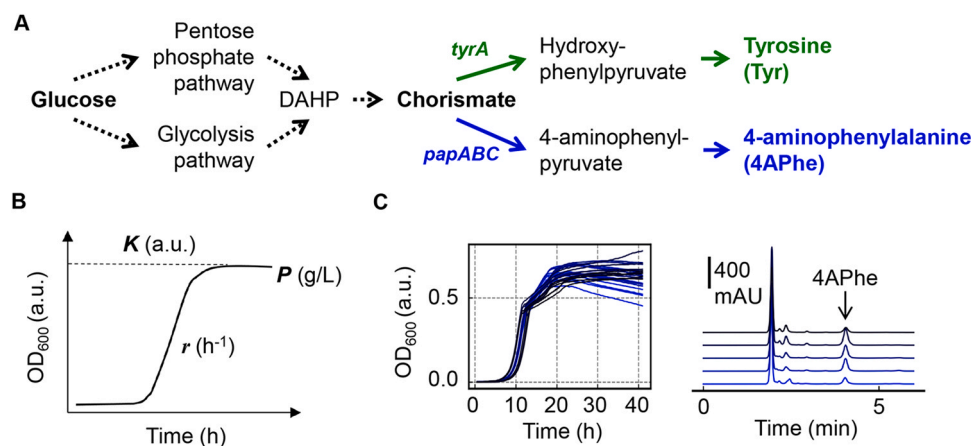 A
Glucose
Pentose
phosphate
pathway
Glycolysis
pathway
DAHP
Chorismate
tyrA
papABC
Hydroxy-
phenylpyruvate
4-aminophenyl-
pyruvate
Tyrosine
(Tyr)
4-aminophenylalanine
(4APhe)
B
OD600 (a.u.)
K (a.u.)
P (g/L)
r (h-1)
Time (h)
C
OD600 (a.u.)
0.5
0.0
0 10 20 30 40
Time (h)
400
mAU
4APhe
0 5
Time (min)